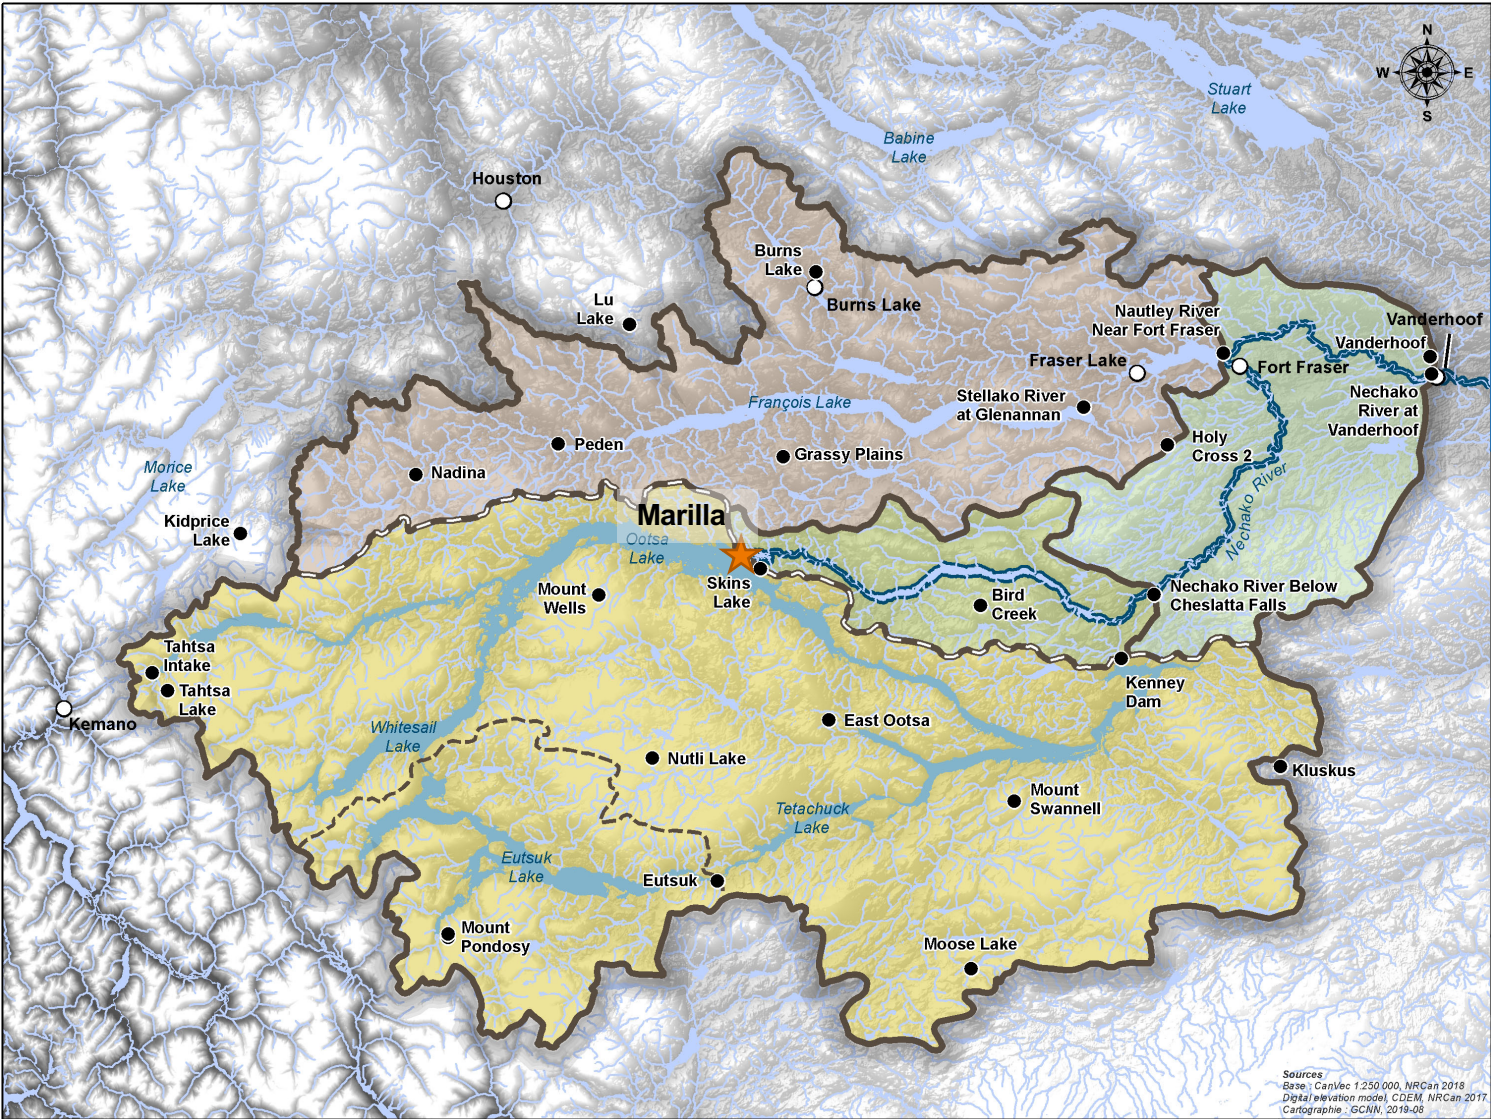 N
W
E
S
Stuart
Lake
Babine
Lake
Houston
Burns
Lake
Burns Lake
Lu
Lake
Nautley River
Near Fort Fraser
Vanderhoof
Vanderhoof
Fraser Lake
Fort Fraser
Nechako
River at
Vanderhoof
Stellako River
at Glenannan
François Lake
Holy
Cross 2
Peden
Grassy Plains
Nadina
Morice
Lake
Nechako River
Kidprice
Lake
Marilla
Ootsa
Lake
Skins
Lake
Mount
Wells
Bird
Creek
Nechako River Below
Cheslatta Falls
Tahtsa
Intake
Tahtsa
Lake
Kenney
Dam
Kemano
Whitesail
Lake
East Ootsa
Nutli Lake
Kluskus
Mount
Swannell
Tetachuck
Lake
Eutsuk
Lake
Eutsuk
Mount
Pondosy
Moose Lake
Sources
Base : CanVec 1:250 000, NRCan 2018
Digital elevation model, CDEM, NRCan 2017
Cartographie : GCNN, 2019-08